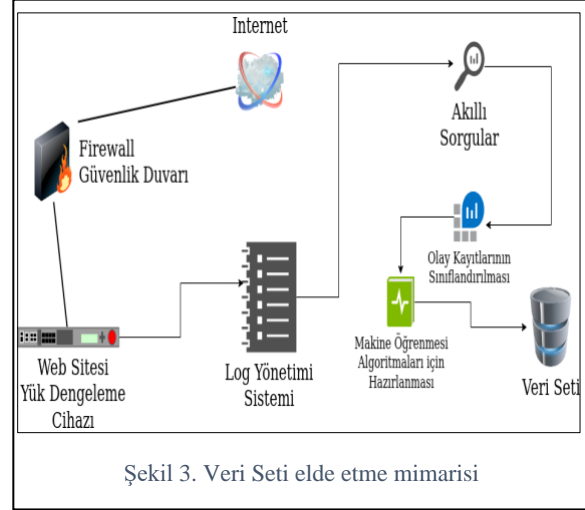 Internet
Firewall
Güvenlik Duvarı
Akıllı
Sorgular
Olay Kayıtlarının
Sınıflandırılması
Web Sitesi
Yük Dengeleme
Cihazı
Log Yönetimi
Sistemi
Makine Öğrenmesi
Algoritmaları için
Hazırlanması
Veri Seti
Şekil 3. Veri Seti elde etme mimarisi